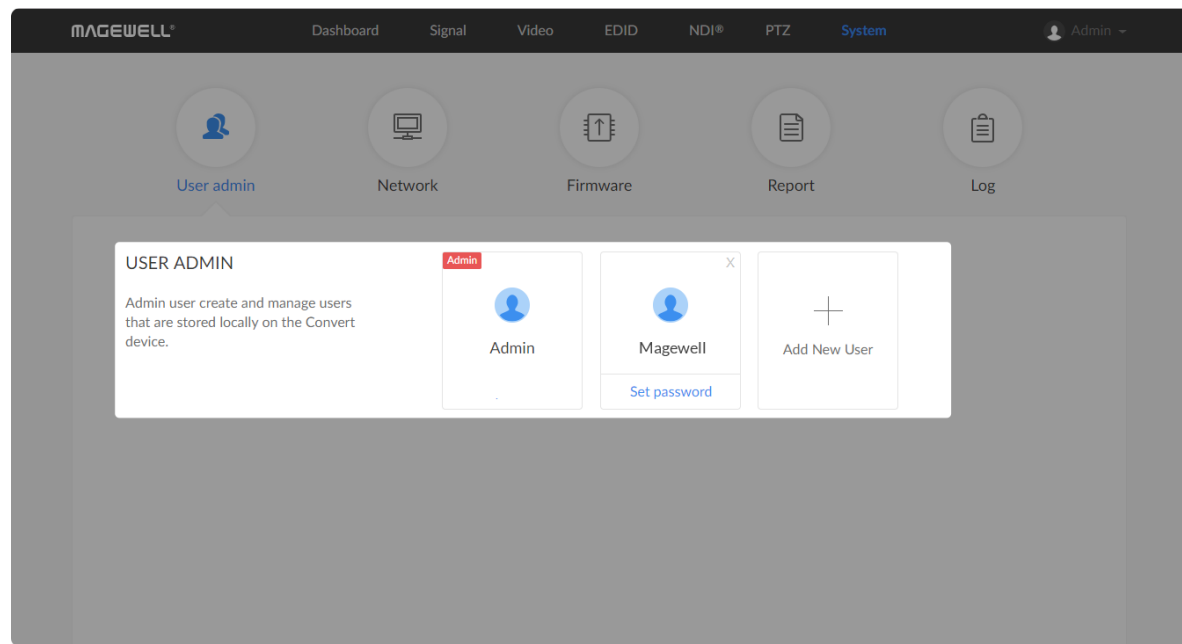 MAGEWELL®
Dashboard Signal Video EDID NDI® PTZ System Admin
User admin Network Firmware Report Log
USER ADMIN
Admin user create and manage users
that are stored locally on the Convert
device.
Admin
Admin
X
Magewell
Set password
Add New User